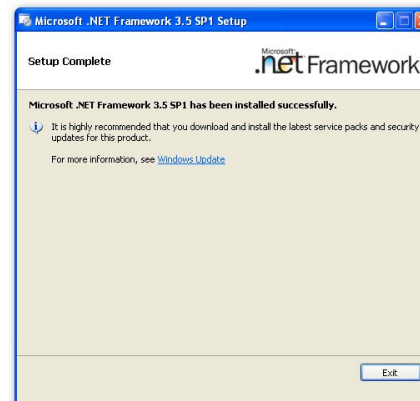 Microsoft .NET Framework 3.5 SP1 Setup
Setup Complete
Microsoft
.net Framework
Microsoft .NET Framework 3.5 SP1 has been installed successfully.
It is highly recommended that you download and install the latest service packs and security
updates for this product.
For more information, see Windows Update
Exit